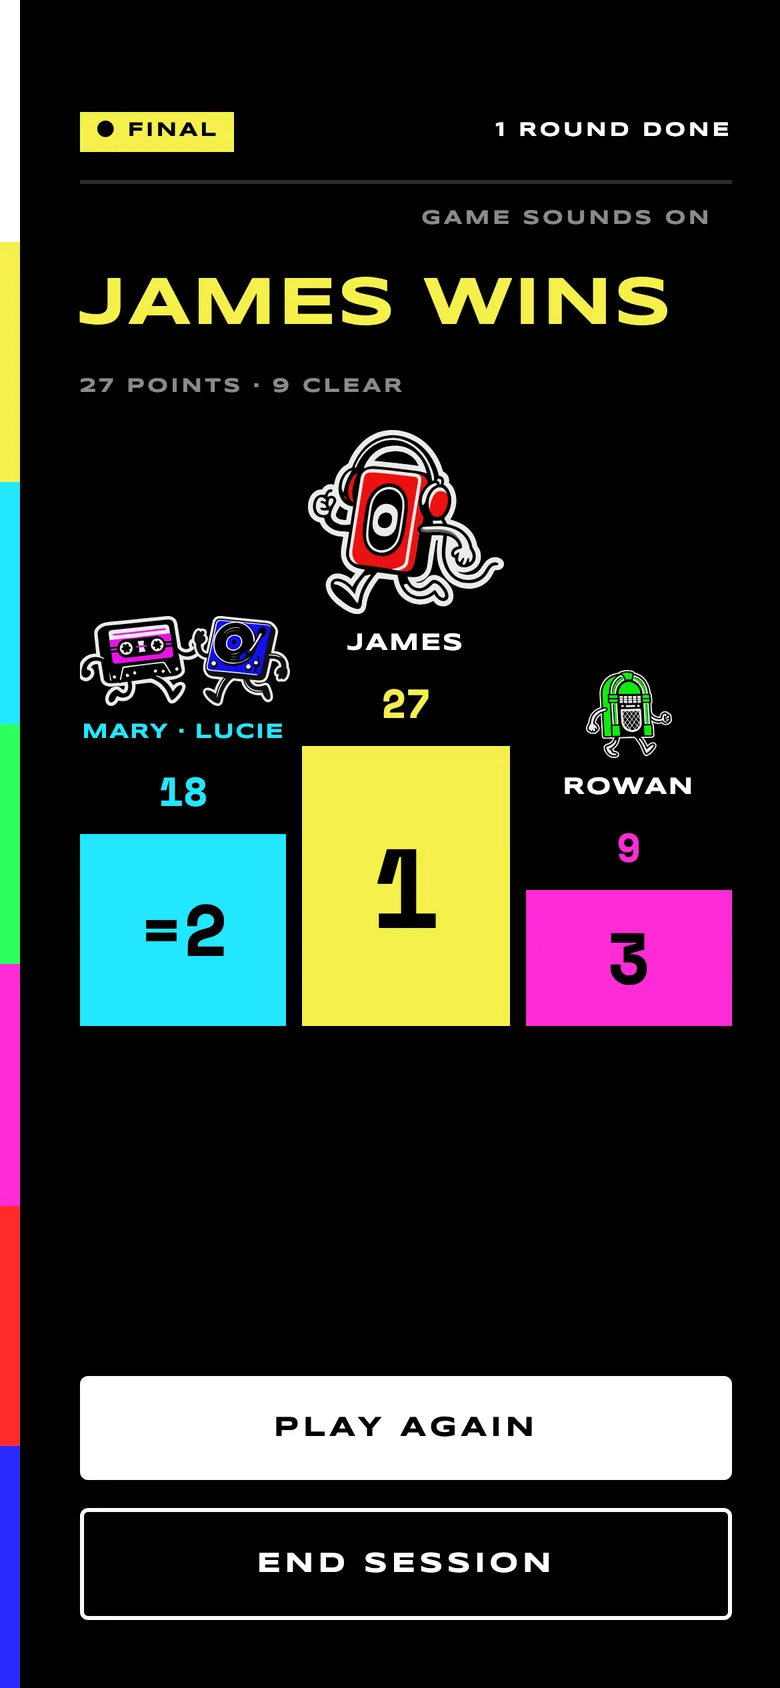 FINAL
1 ROUND DONE
GAME SOUNDS ON
JAMES WINS
27 POINTS · 9 CLEAR
JAMES
27
MARY · LUCIE
18
ROWAN
9
=2
1
3
PLAY AGAIN
END SESSION